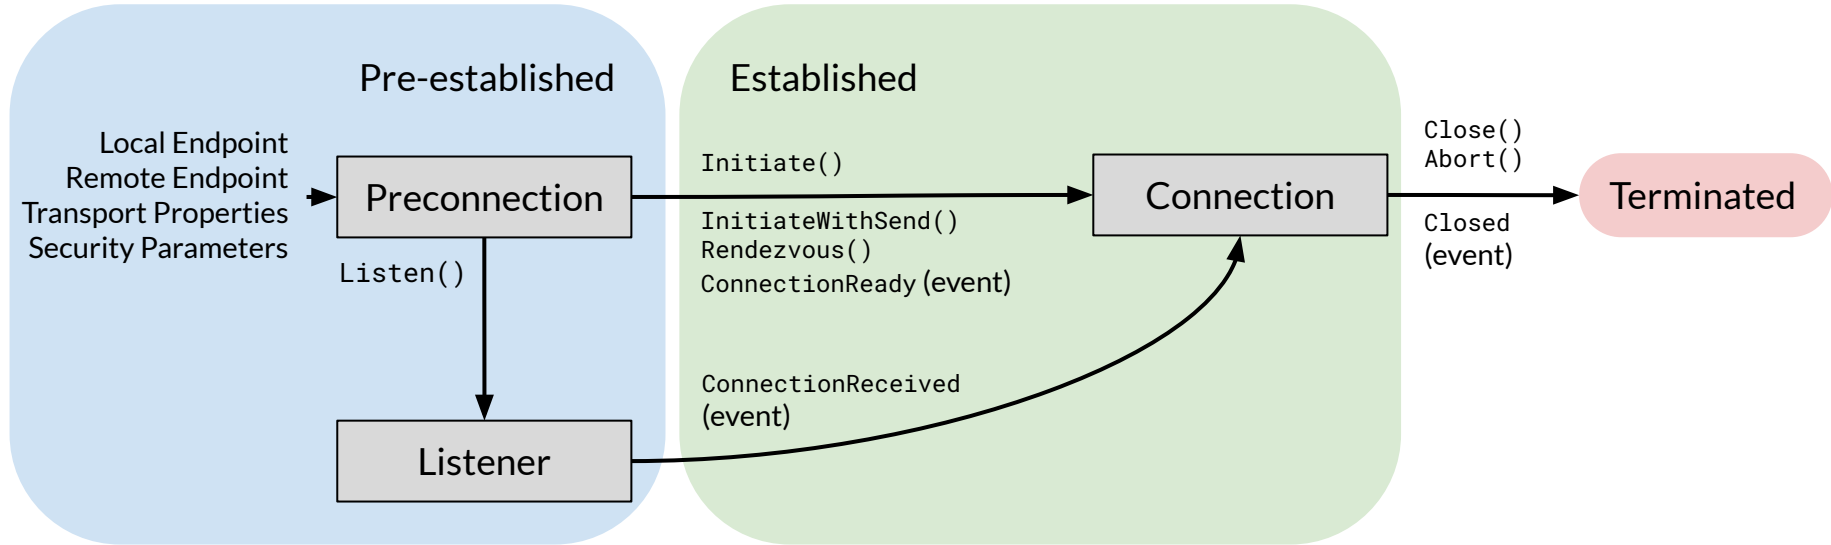 Pre-established
Local Endpoint
Remote Endpoint
Transport Properties
Security Parameters
Preconnection
Listen()
Listener
Established
Initiate()
InitiateWithSend()
Rendezvous()
ConnectionReady (event)
ConnectionReceived
(event)
Connection
Close()
Abort()
Closed
(event)
Terminated